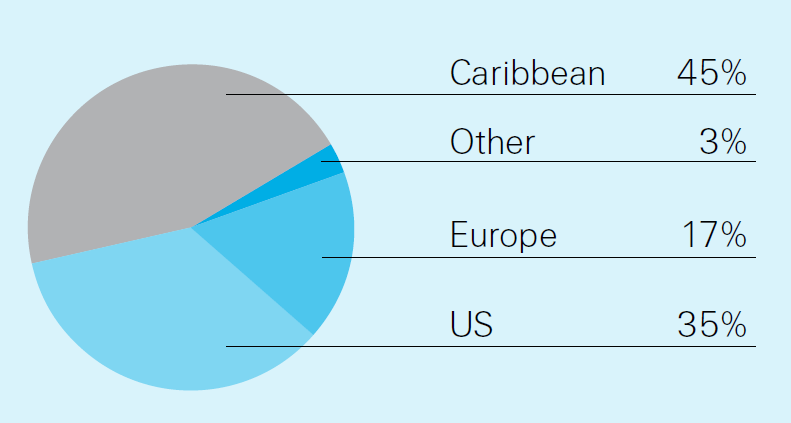 Caribbean 45%
Other 3%
Europe 17%
US 35%